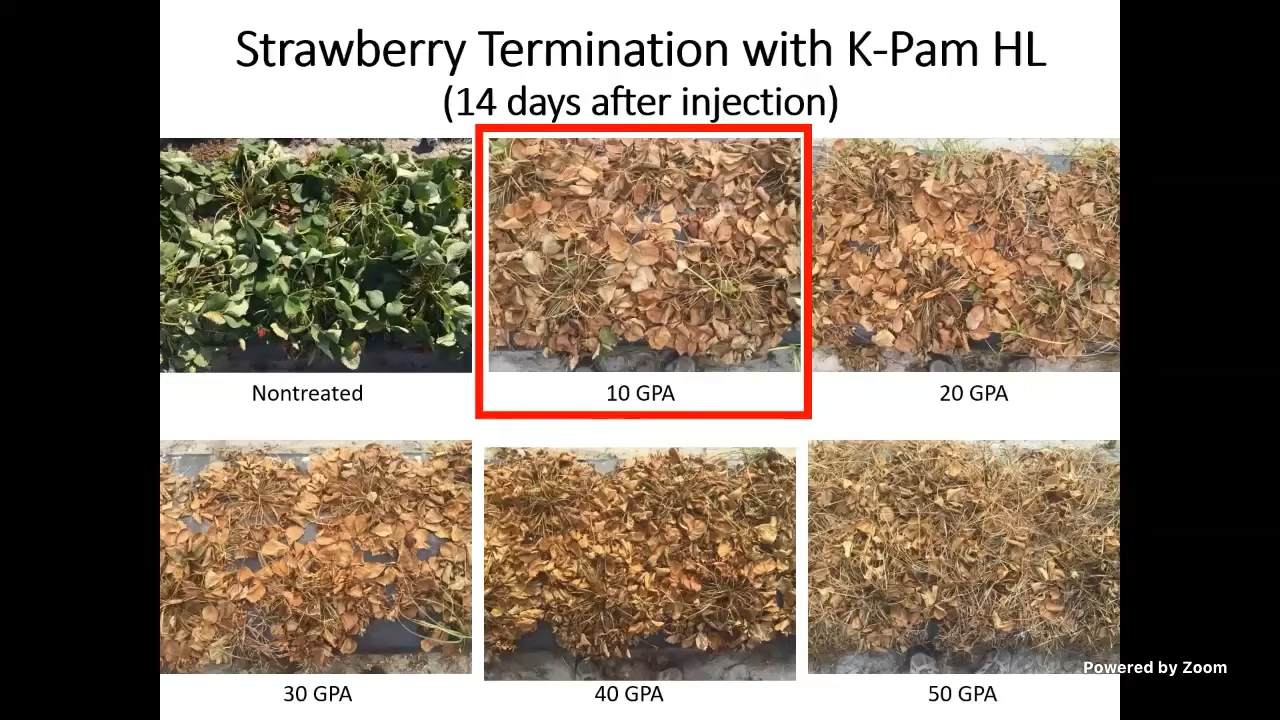 Strawberry Termination with K-Pam HL
(14 days after injection)
Nontreated
10 GPA
20 GPA
30 GPA
40 GPA
50 GPA
Powered by Zoom